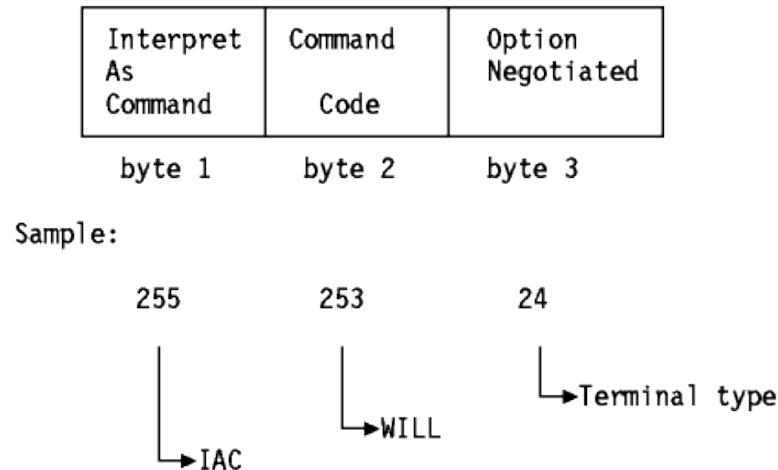 Interpret Command Option
As Negotiated
Command Code
byte 1 byte 2 byte 3
Sample:
255 253 24
Terminal type
WILL
IAC